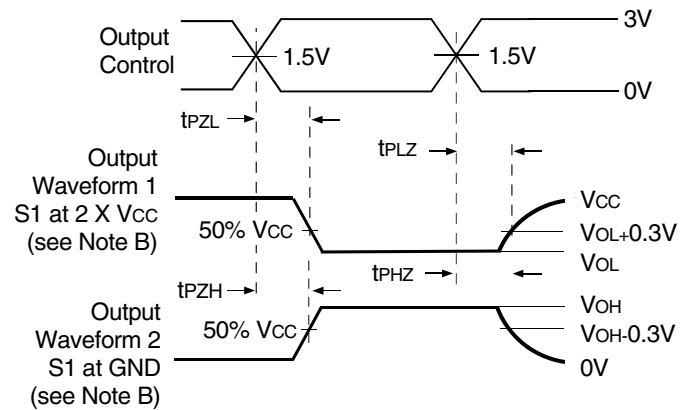 Output
Control
1.5V
1.5V
3V
0V
tPZL
tPLZ
Output
Waveform 1
S1 at 2 X VCC
(see Note B)
50% VCC
VCC
VOL+0.3V
VOL
tPZH
tPHZ
Output
Waveform 2
S1 at GND
(see Note B)
50% VCC
VOH
VOH-0.3V
0V